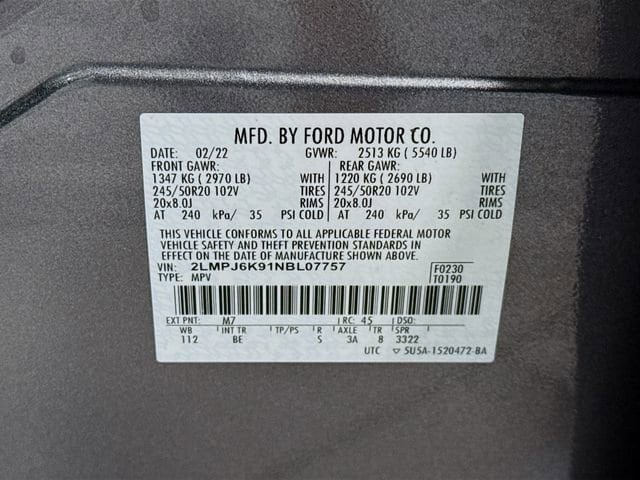 MFD. BY FORD MOTOR CO.
DATE: 02/22 GVWR: 2513 KG ( 5540 LB)
FRONT GAWR: REAR GAWR:
1347 KG ( 2970 LB) WITH 1220 KG ( 2690 LB) WITH
245/50R20 102V TIRES 245/50R20 102V TIRES
20x8.0J RIMS 20x8.0J RIMS
AT 240 kPa/ 35 PSI COLD AT 240 kPa/ 35 PSI COLD
THIS VEHICLE CONFORMS TO ALL APPLICABLE FEDERAL MOTOR
VEHICLE SAFETY AND THEFT PREVENTION STANDARDS IN
EFFECT ON THE DATE OF MANUFACTURE SHOWN ABOVE.
VIN: 2LMPJ6K91NBL07757 F0230
TYPE: MPV T0190
EXT PNT: M7 RC: 45 DSO:
WB INT TR TP/PS R AXLE TR SPR
112 BE S 3A 8 3322
UTC ▽ SU5A-1520472-BA